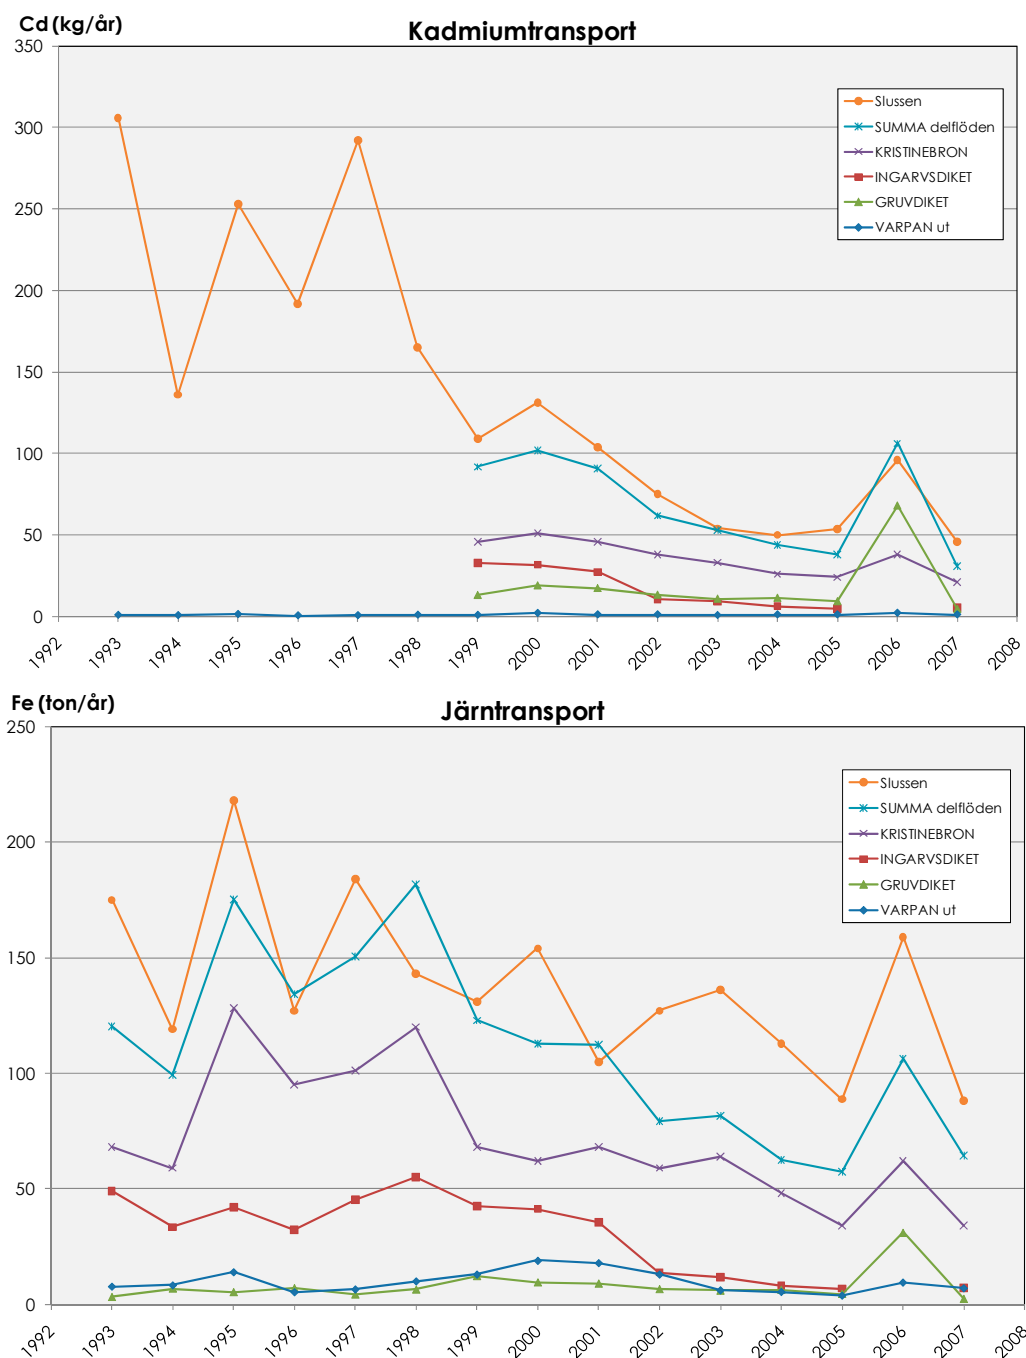 Cd (kg/år)
Kadmiumtransport
350
300
250
200
150
100
50
0
Slussen
SUMMA delflöden
KRISTINEBRON
INGARVSDIKET
GRUVDIKET
VARPAN ut
1992 1993 1994 1995 1996 1997 1998 1999 2000 2001 2002 2003 2004 2005 2006 2007 2008
Fe (ton/år)
Järntransport
250
200
150
100
50
0
Slussen
SUMMA delflöden
KRISTINEBRON
INGARVSDIKET
GRUVDIKET
VARPAN ut
1992 1993 1994 1995 1996 1997 1998 1999 2000 2001 2002 2003 2004 2005 2006 2007 2008